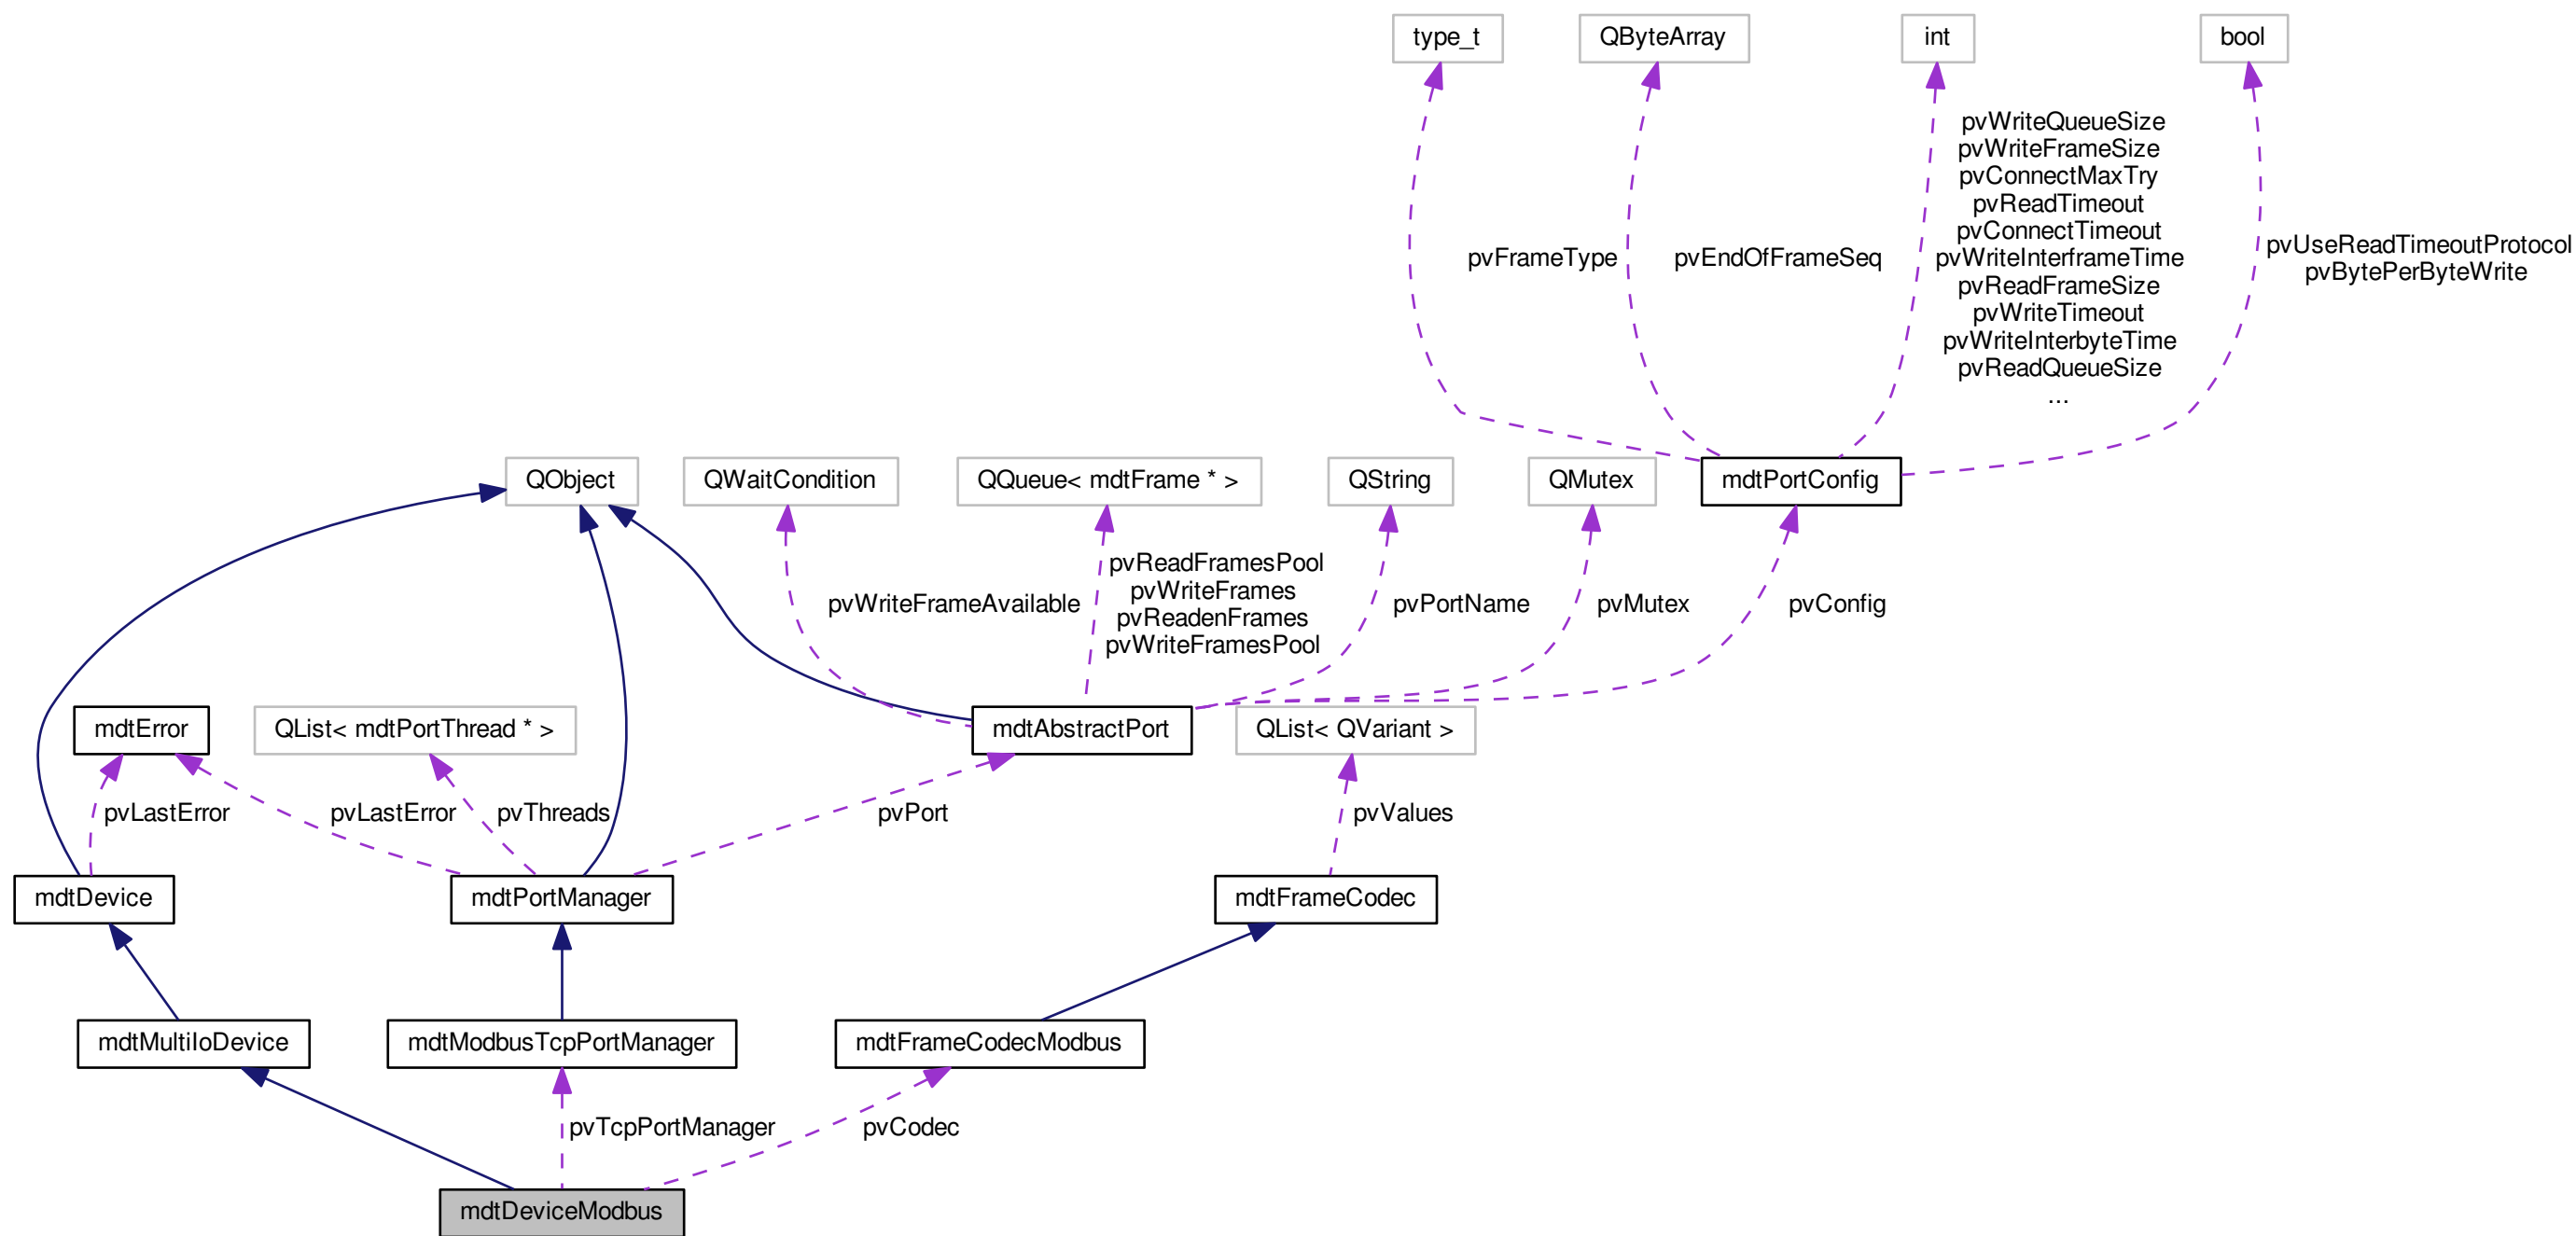 type_t
QByteArray
int
bool
pvWriteQueueSize
pvWriteFrameSize
pvConnectMaxTry
pvReadTimeout
pvConnectTimeout
pvWriteInterframeTime
pvReadFrameSize
pvWriteTimeout
pvWriteInterbyteTime
pvReadQueueSize
...
pvFrameType
pvEndOfFrameSeq
pvUseReadTimeoutProtocol
pvBytePerByteWrite
QObject
QWaitCondition
QQueue< mdtFrame * >
QString
QMutex
mdtPortConfig
pvWriteFrameAvailable
pvReadFramesPool
pvWriteFrames
pvReadenFrames
pvWriteFramesPool
pvPortName
pvMutex
pvConfig
mdtError
QList< mdtPortThread * >
mdtAbstractPort
QList< QVariant >
pvLastError
pvLastError
pvThreads
pvPort
pvValues
mdtDevice
mdtPortManager
mdtFrameCodec
mdtMultiIoDevice
mdtModbusTcpPortManager
mdtFrameCodecModbus
pvTcpPortManager
pvCodec
mdtDeviceModbus